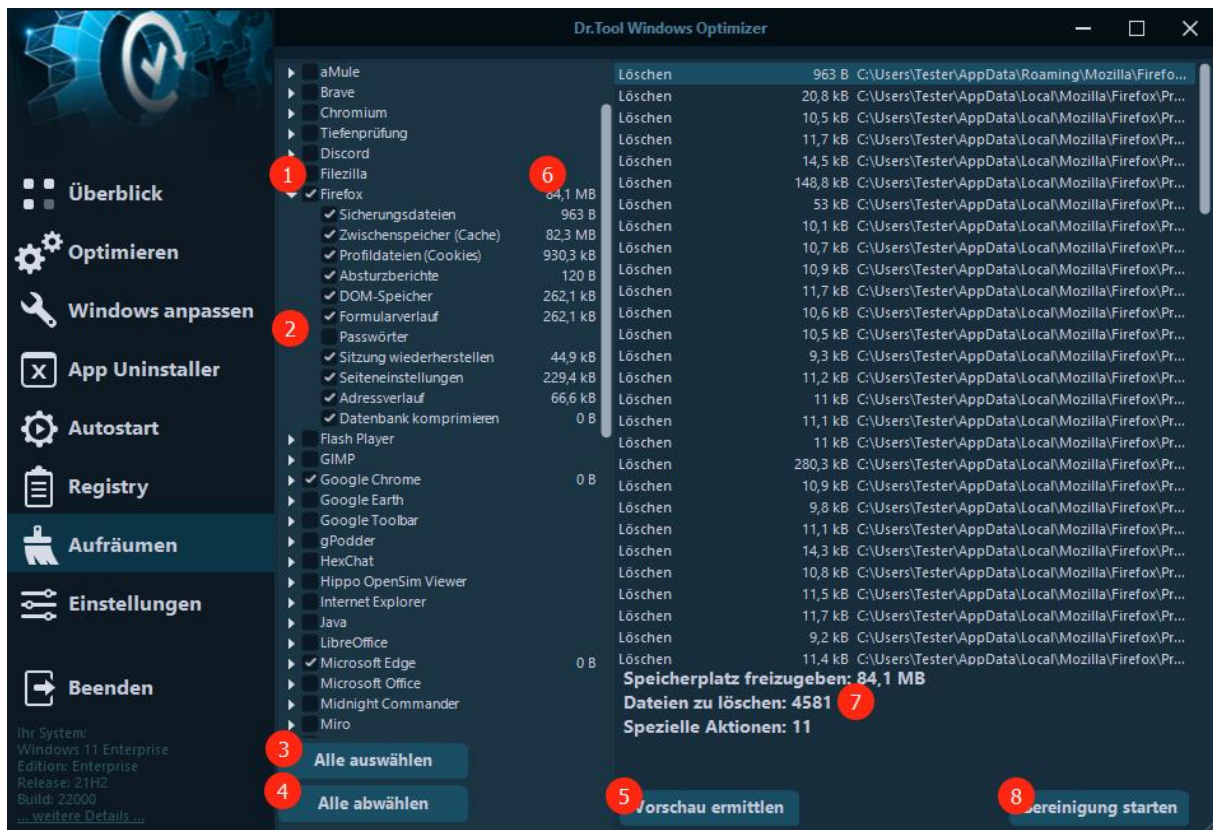 Dr.Tool Windows Optimizer
Überblick
Optimieren
Windows anpassen
App Uninstaller
Autostart
Registry
Aufräumen
Einstellungen
Beenden
Ihr System:
Windows 11 Enterprise
Edition: Enterprise
Release: 21H2
Build: 22000
... weitere Details ...
aMule
Brave
Chromium
Tiefenprüfung
Discord
1
6
Filezilla
Firefox 84,1 MB
Sicherungsdateien 963 B
Zwischenspeicher (Cache) 82,3 MB
Profildateien (Cookies) 930,3 kB
Absturzberichte 120 B
DOM-Speicher 262,1 kB
Formularverlauf 262,1 kB
2
Passwörter
Sitzung wiederherstellen 44,9 kB
Seiteneinstellungen 229,4 kB
Adressverlauf 66,6 kB
Datenbank komprimieren 0 B
Flash Player
GIMP
Google Chrome 0 B
Google Earth
Google Toolbar
gPodder
HexChat
Hippo OpenSim Viewer
Internet Explorer
Java
LibreOffice
Microsoft Edge 0 B
Microsoft Office
Midnight Commander
Miro
3
Alle auswählen
4
Alle abwählen
Löschen 963 B C:\Users\Tester\AppData\Roaming\Mozilla\Firefo...
Löschen 20,8 kB C:\Users\Tester\AppData\Local\Mozilla\Firefox\Pr...
Löschen 10,5 kB C:\Users\Tester\AppData\Local\Mozilla\Firefox\Pr...
Löschen 11,7 kB C:\Users\Tester\AppData\Local\Mozilla\Firefox\Pr...
Löschen 14,5 kB C:\Users\Tester\AppData\Local\Mozilla\Firefox\Pr...
Löschen 148,8 kB C:\Users\Tester\AppData\Local\Mozilla\Firefox\Pr...
Löschen 53 kB C:\Users\Tester\AppData\Local\Mozilla\Firefox\Pr...
Löschen 10,1 kB C:\Users\Tester\AppData\Local\Mozilla\Firefox\Pr...
Löschen 10,7 kB C:\Users\Tester\AppData\Local\Mozilla\Firefox\Pr...
Löschen 10,9 kB C:\Users\Tester\AppData\Local\Mozilla\Firefox\Pr...
Löschen 11,7 kB C:\Users\Tester\AppData\Local\Mozilla\Firefox\Pr...
Löschen 10,6 kB C:\Users\Tester\AppData\Local\Mozilla\Firefox\Pr...
Löschen 10,5 kB C:\Users\Tester\AppData\Local\Mozilla\Firefox\Pr...
Löschen 9,3 kB C:\Users\Tester\AppData\Local\Mozilla\Firefox\Pr...
Löschen 11,2 kB C:\Users\Tester\AppData\Local\Mozilla\Firefox\Pr...
Löschen 11 kB C:\Users\Tester\AppData\Local\Mozilla\Firefox\Pr...
Löschen 11,1 kB C:\Users\Tester\AppData\Local\Mozilla\Firefox\Pr...
Löschen 11 kB C:\Users\Tester\AppData\Local\Mozilla\Firefox\Pr...
Löschen 280,3 kB C:\Users\Tester\AppData\Local\Mozilla\Firefox\Pr...
Löschen 10,9 kB C:\Users\Tester\AppData\Local\Mozilla\Firefox\Pr...
Löschen 9,8 kB C:\Users\Tester\AppData\Local\Mozilla\Firefox\Pr...
Löschen 11,1 kB C:\Users\Tester\AppData\Local\Mozilla\Firefox\Pr...
Löschen 14,3 kB C:\Users\Tester\AppData\Local\Mozilla\Firefox\Pr...
Löschen 10,8 kB C:\Users\Tester\AppData\Local\Mozilla\Firefox\Pr...
Löschen 11,5 kB C:\Users\Tester\AppData\Local\Mozilla\Firefox\Pr...
Löschen 11,7 kB C:\Users\Tester\AppData\Local\Mozilla\Firefox\Pr...
Löschen 9,2 kB C:\Users\Tester\AppData\Local\Mozilla\Firefox\Pr...
Löschen 11,4 kB C:\Users\Tester\AppData\Local\Mozilla\Firefox\Pr...
Speicherplatz freizugeben: 84,1 MB
Dateien zu löschen: 4581
7
Spezielle Aktionen: 11
5
Vorschau ermittlen
8
Bereinigung starten